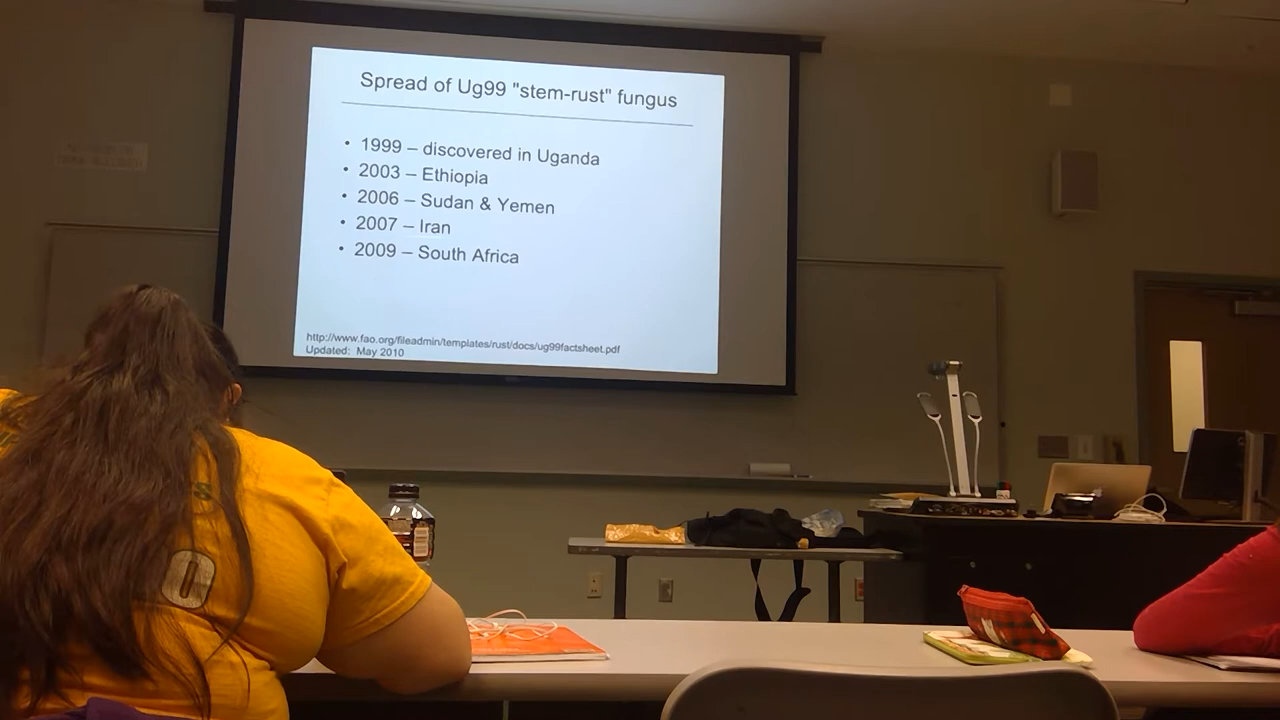 Spread of Ug99 "stem-rust" fungus
• 1999 – discovered in Uganda
• 2003 – Ethiopia
• 2006 – Sudan & Yemen
• 2007 – Iran
• 2009 – South Africa
http://www.fao.org/fileadmin/templates/rust/docs/ug99factsheet.pdf
Updated: May 2010
0